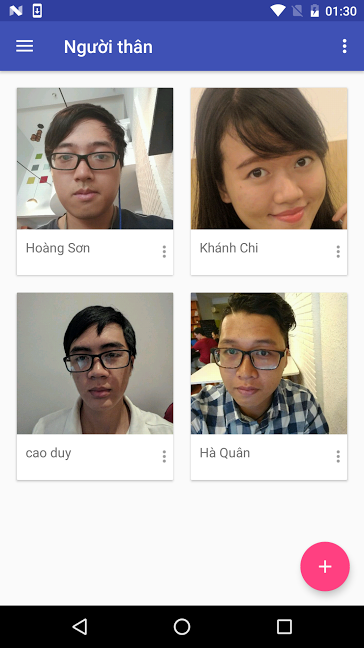 01:30
Người thân
Hoàng Sơn
Khánh Chi
cao duy
Hà Quân